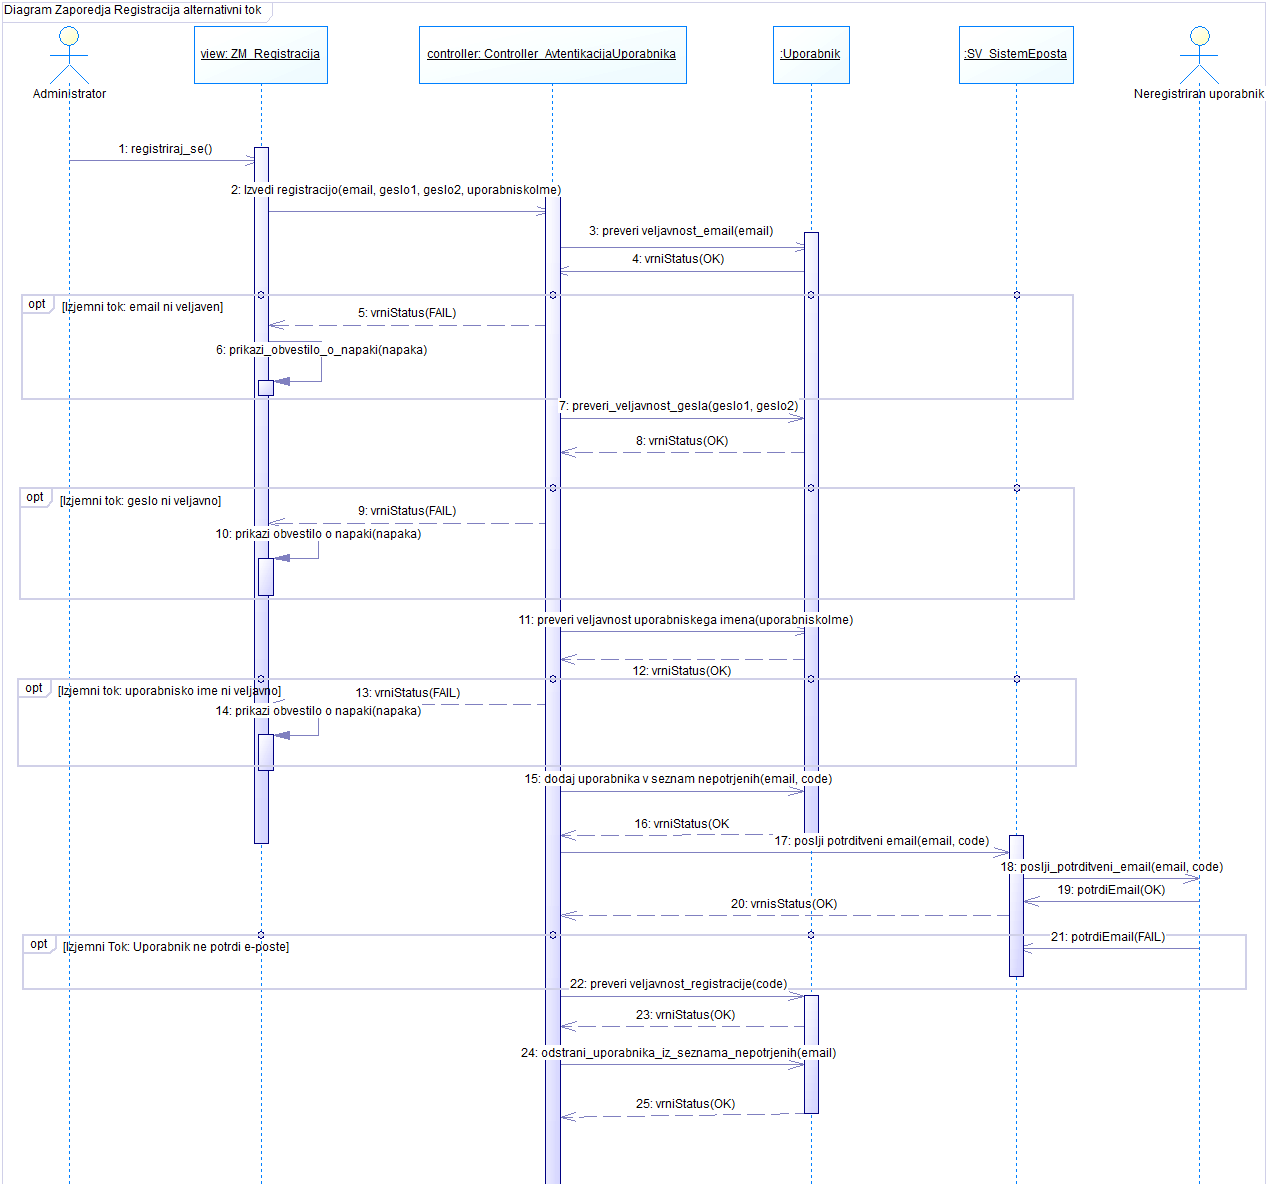 Diagram Zaporedja Registracija alternativni tok
Administrator
view: ZM_Registracija
controller: Controller_AvtentikacijaUporabnika
:Uporabnik
:SV_SistemEposta
Neregistriran uporabnik
1: registriraj_se()
2: Izvedi registracijo(email, geslo1, geslo2, uporabniskoIme)
3: preveri veljavnost_email(email)
4: vrniStatus(OK)
opt
[Izjemni tok: email ni veljaven]
5: vrniStatus(FAIL)
6: prikazi_obvestilo_o_napaki(napaka)
7: preveri_veljavnost_gesla(geslo1, geslo2)
8: vrniStatus(OK)
opt
[Izjemni tok: geslo ni veljavno]
9: vrniStatus(FAIL)
10: prikazi obvestilo o napaki(napaka)
11: preveri veljavnost uporabniskega imena(uporabniskoIme)
12: vrniStatus(OK)
opt
[Izjemni tok: uporabnisko ime ni veljavno]
13: vrniStatus(FAIL)
14: prikazi obvestilo o napaki(napaka)
15: dodaj uporabnika v seznam nepotrjenih(email, code)
16: vrniStatus(OK
17: poslji potrditveni email(email, code)
18: poslji_potrditveni_email(email, code)
19: potrdiEmail(OK)
20: vrnisStatus(OK)
opt
[Izjemni Tok: Uporabnik ne potrdi e-poste]
21: potrdiEmail(FAIL)
22: preveri veljavnost_registracije(code)
23: vrniStatus(OK)
24: odstrani_uporabnika_iz_seznama_nepotrjenih(email)
25: vrniStatus(OK)